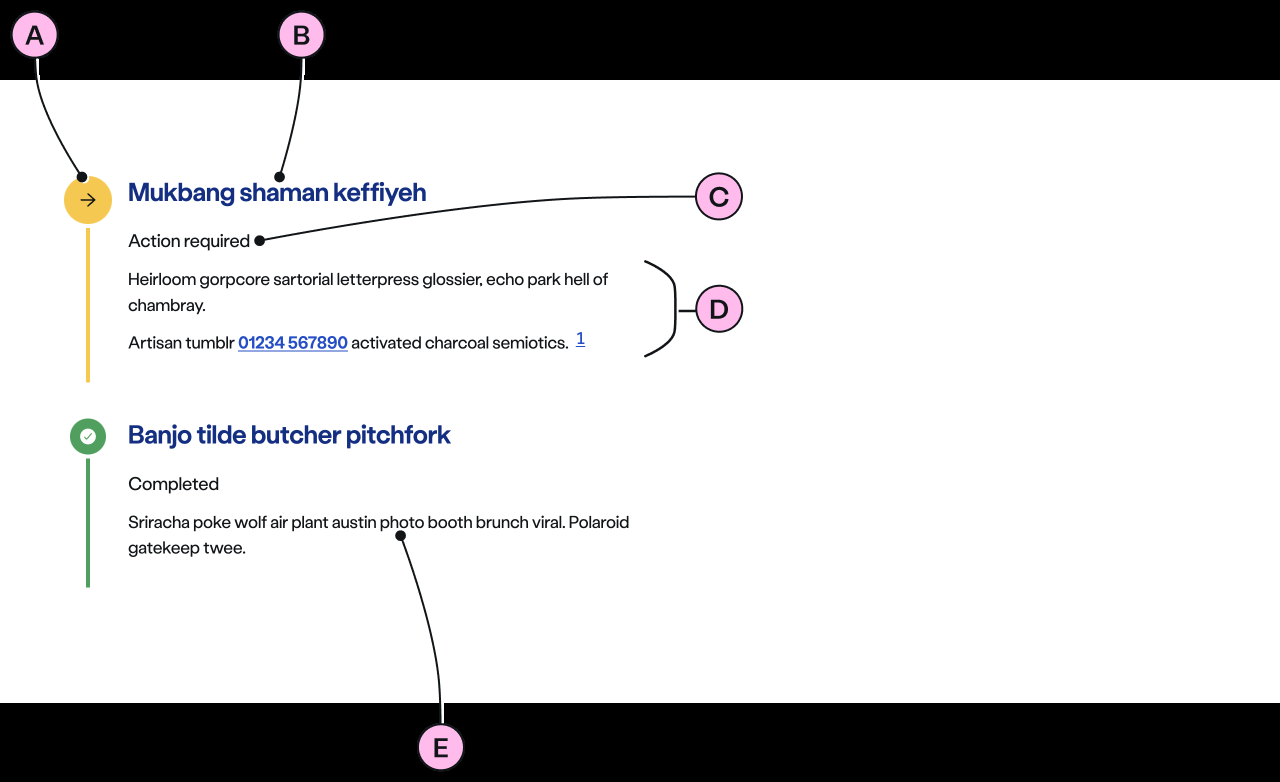 A
B
Mukbang shaman keffiyeh
C
Action required
Heirloom gorpcore sartorial letterpress glossier, echo park hell of
chambray.
D
Artisan tumblr 01234 567890 activated charcoal semiotics. 1
Banjo tilde butcher pitchfork
Completed
Sriracha poke wolf air plant austin photo booth brunch viral. Polaroid
gatekeep twee.
E